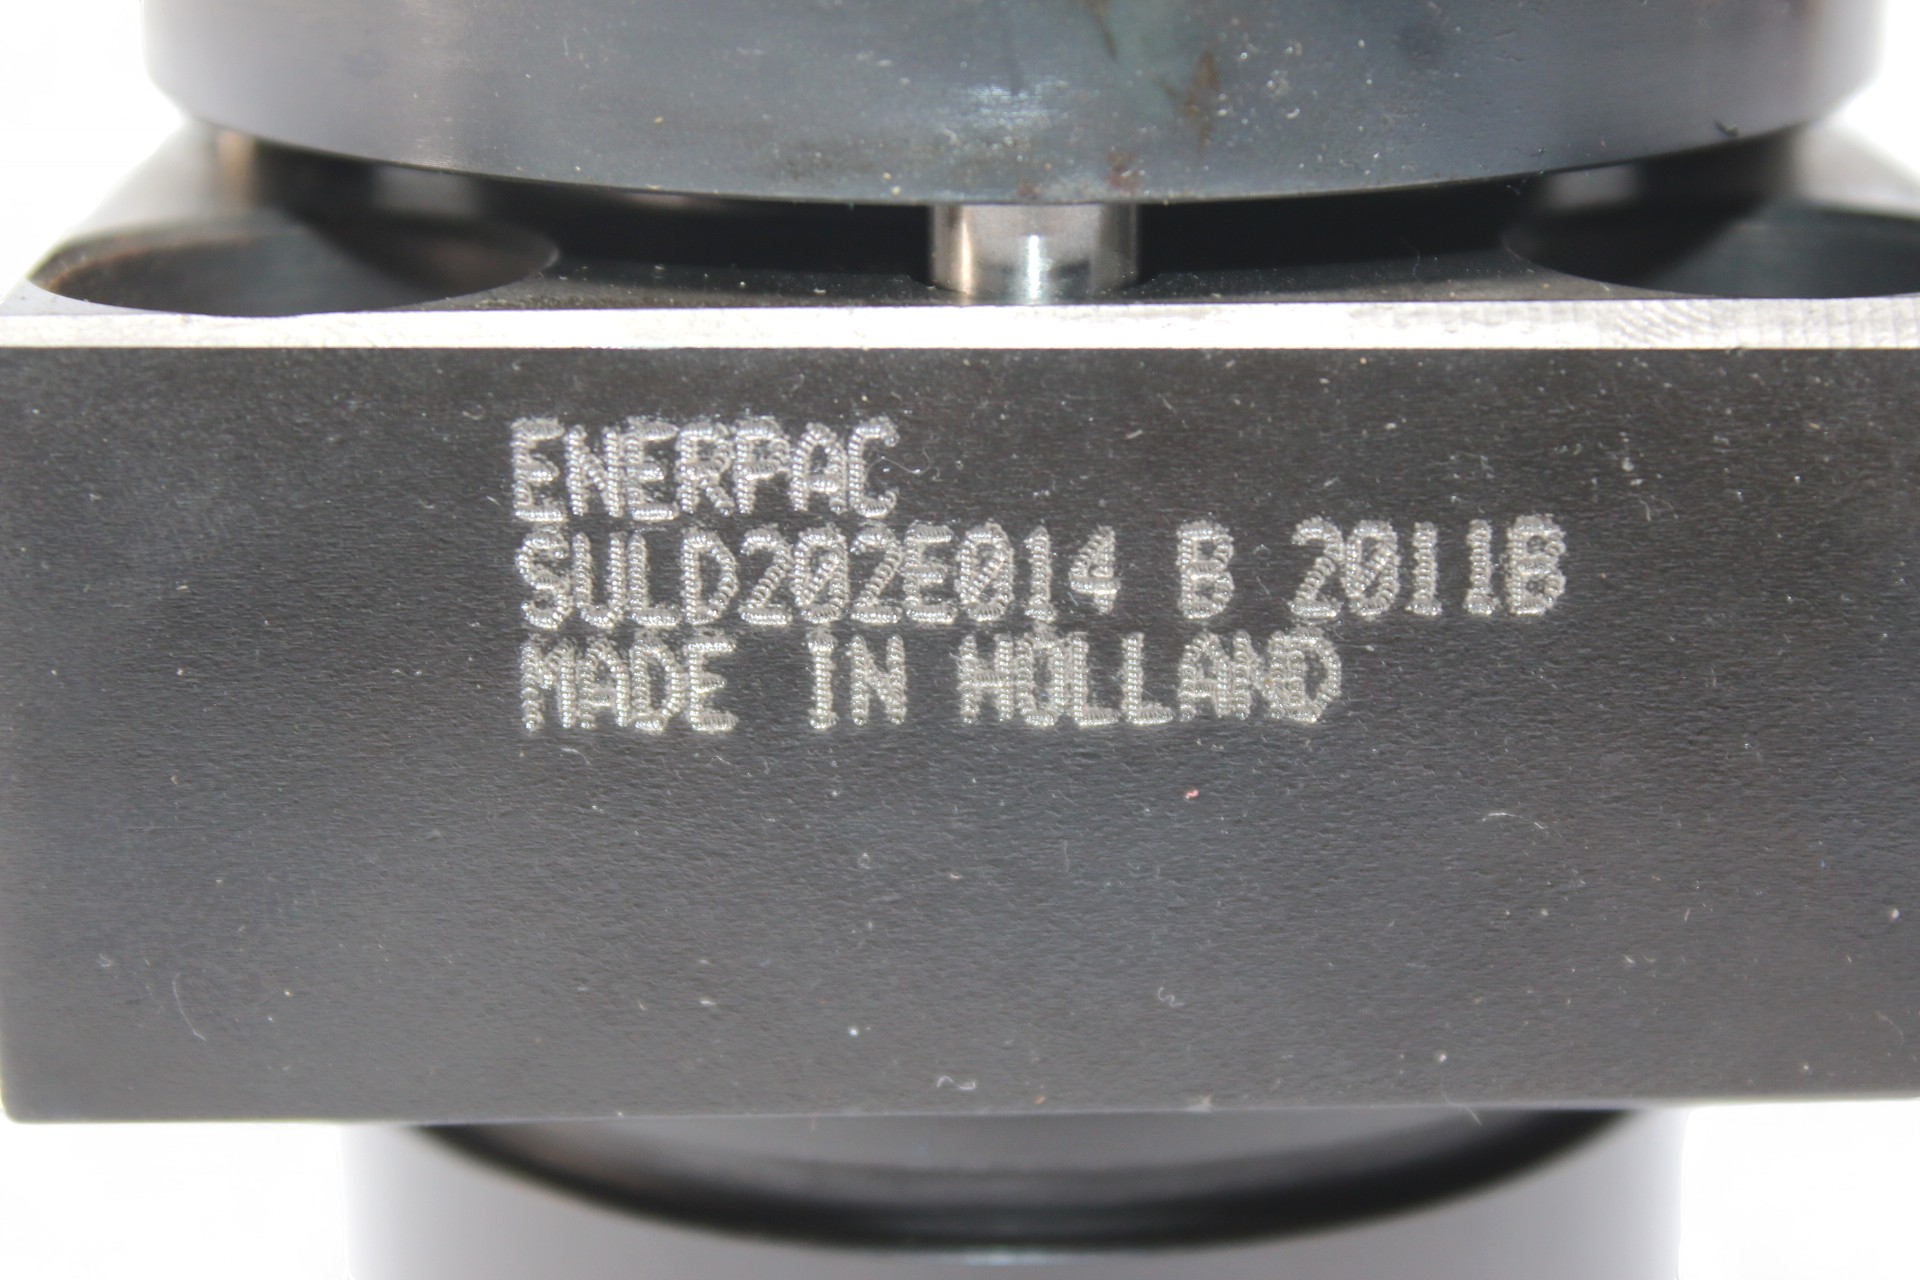 ENERPAC
SULD202E014 B 2011B
MADE IN HOLLAND